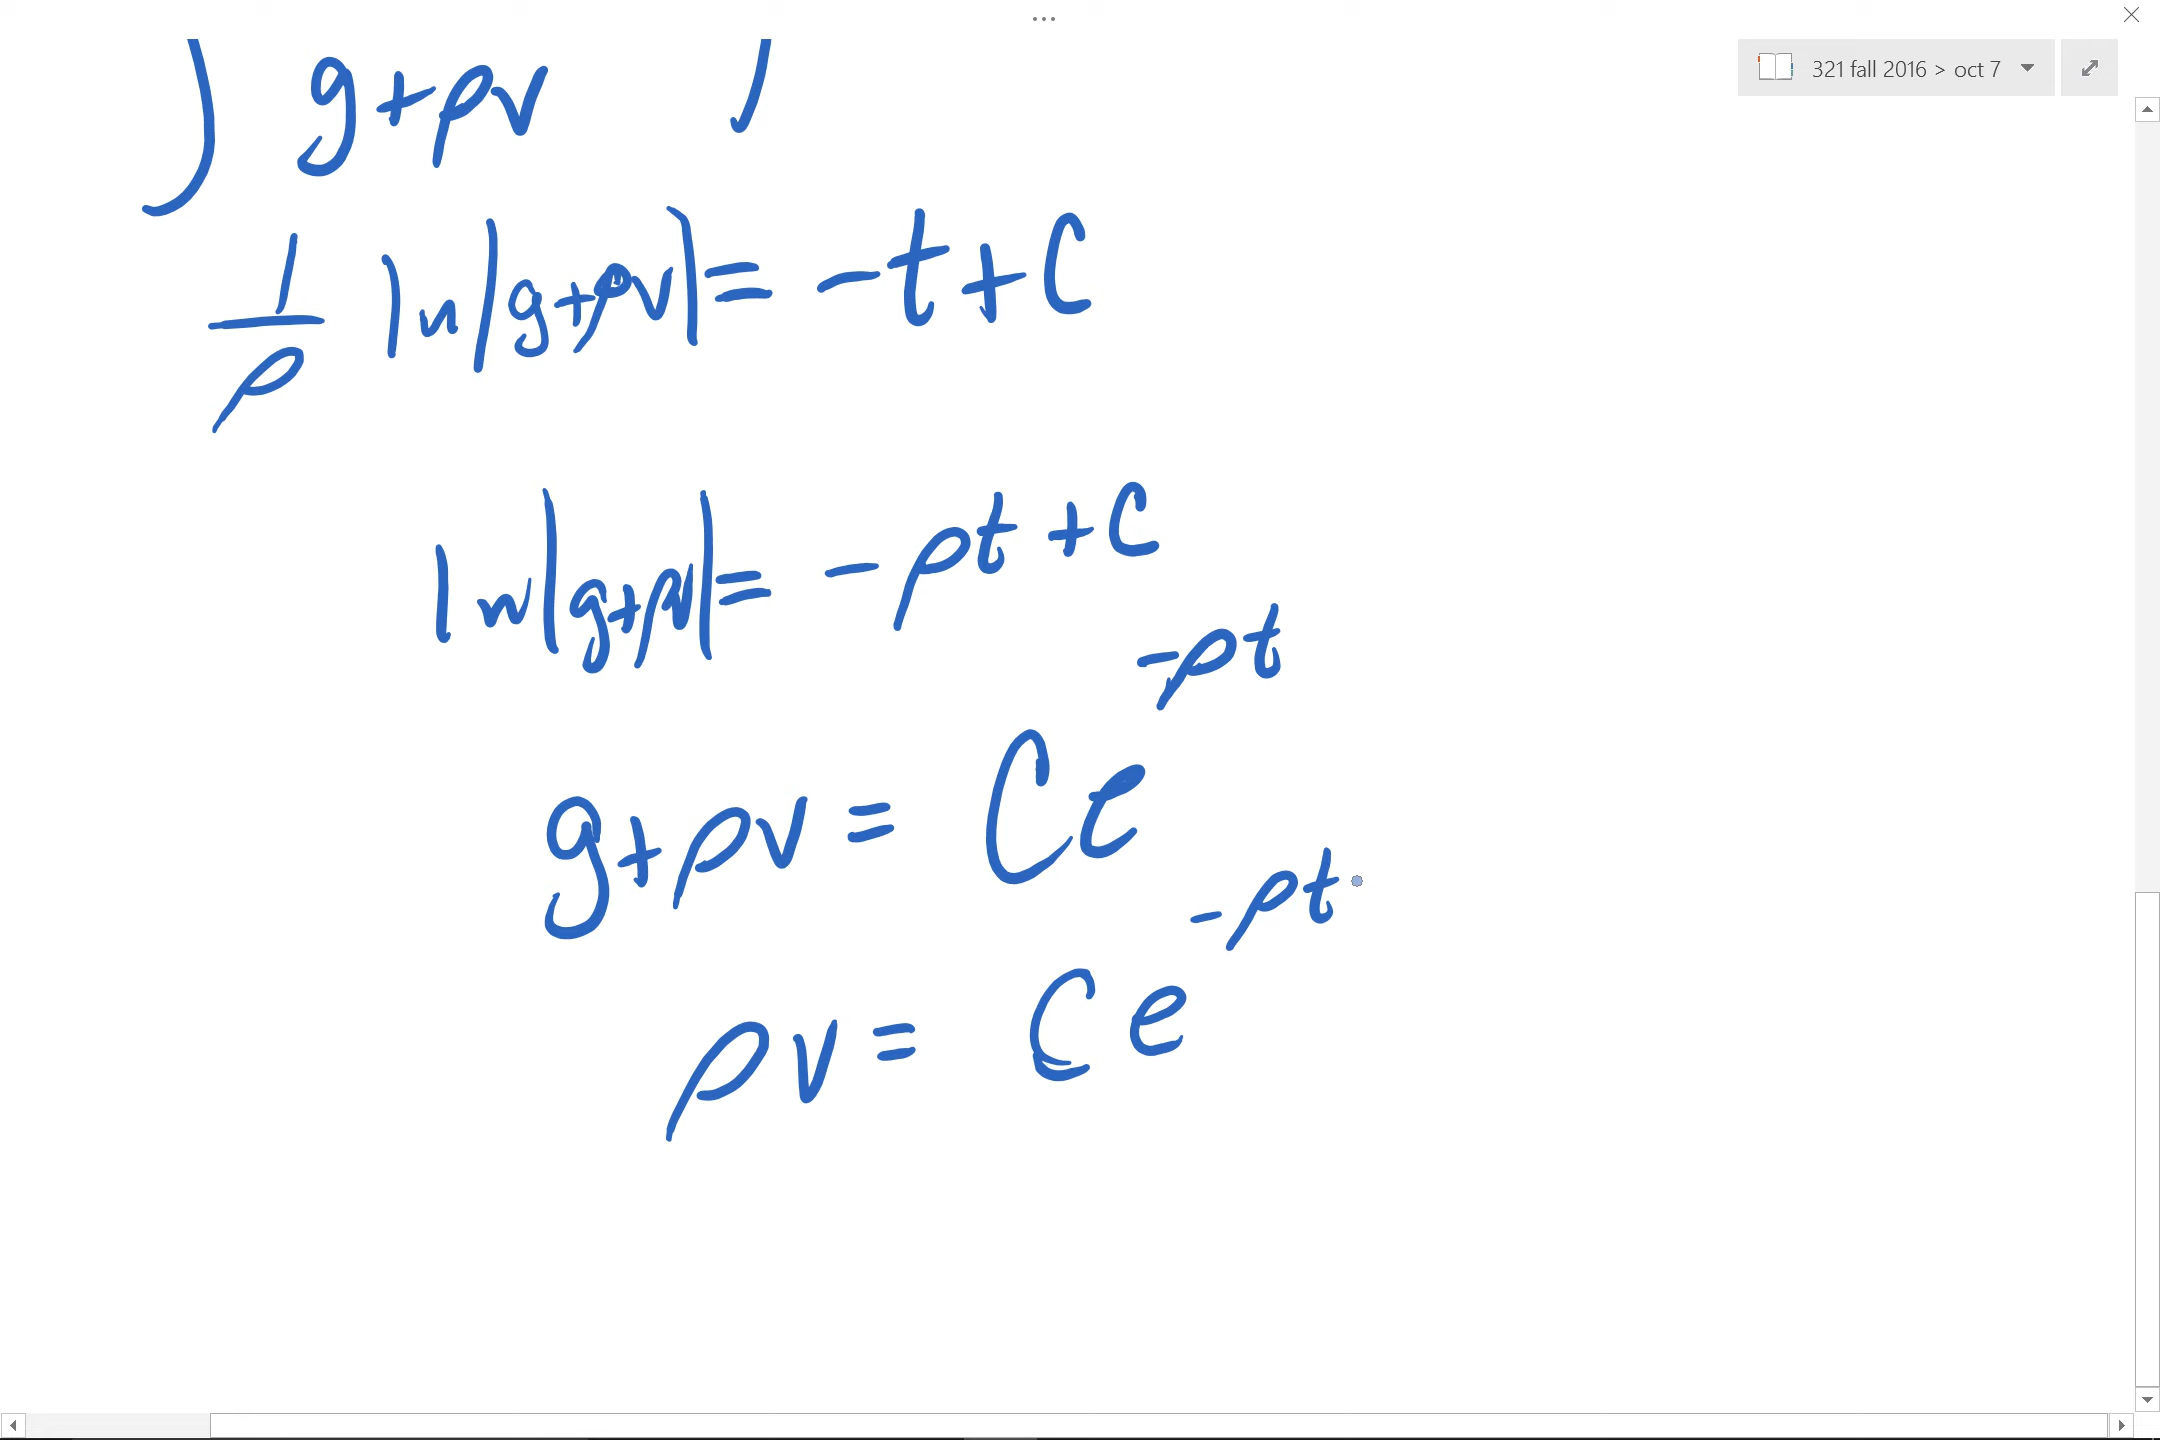 ...
321 fall 2016 > oct 7
∫ g+ρv ∫
1/ρ ln|g+ρv| = -t+C
ln|g+ρv| = -ρt+C
g+ρv = Ce^-ρt
ρv = Ce^-ρt